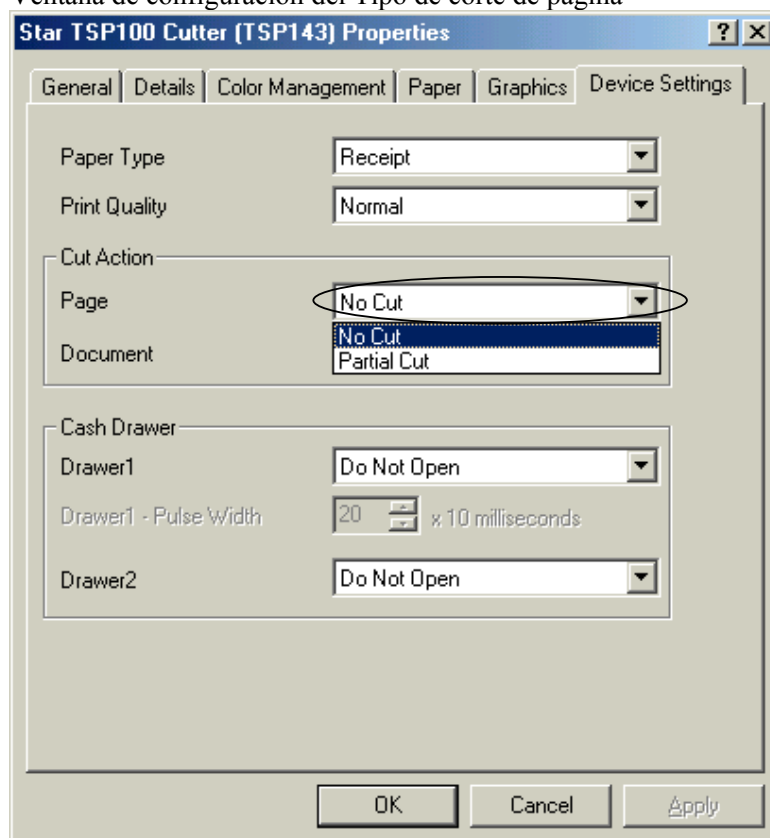 Ventana de configuración del Tipo de corte de página
Star TSP100 Cutter (TSP143) Properties
General Details Color Management Paper Graphics Device Settings
Paper Type Receipt
Print Quality Normal
Cut Action
Page No Cut
No Cut
Document Partial Cut
Cash Drawer
Drawer1 Do Not Open
Drawer1 - Pulse Width 20 x 10 milliseconds
Drawer2 Do Not Open
OK Cancel Apply